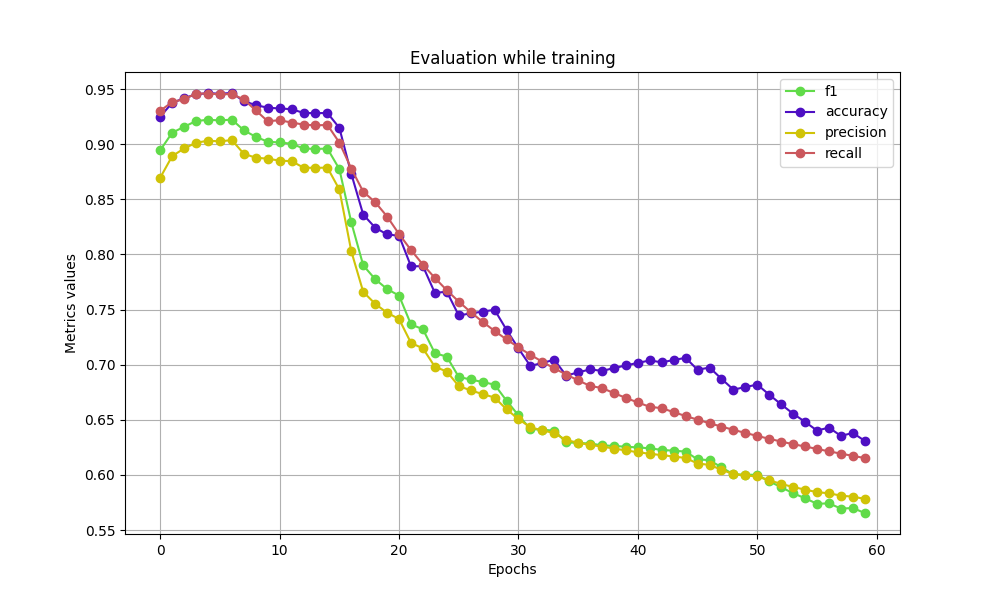 Evaluation while training
f1
accuracy
precision
recall
Metrics values
0.95
0.90
0.85
0.80
0.75
0.70
0.65
0.60
0.55
0 10 20 30 40 50 60
Epochs